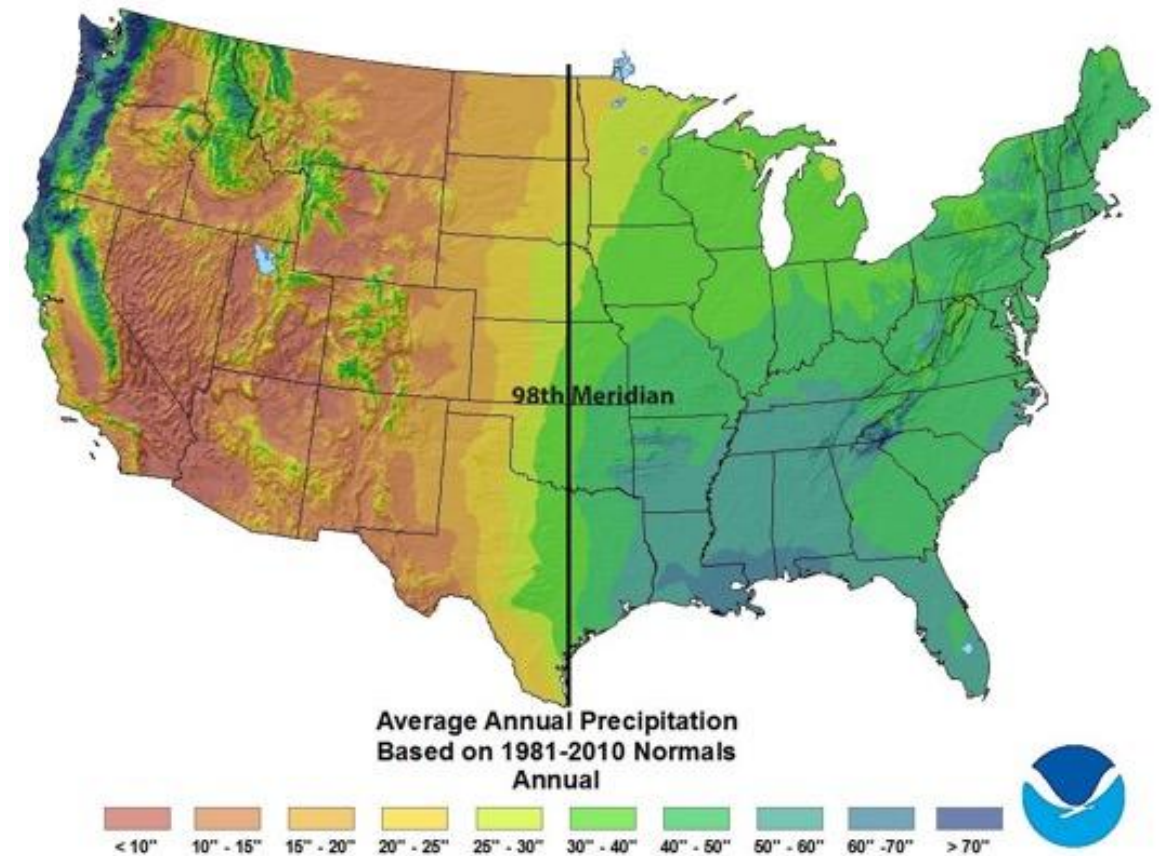 98th Meridian
Average Annual Precipitation
Based on 1981-2010 Normals
Annual
< 10" 10" - 15" 15" - 20" 20" - 25" 25" - 30" 30" - 40" 40" - 50" 50" - 60" 60" -70" > 70"